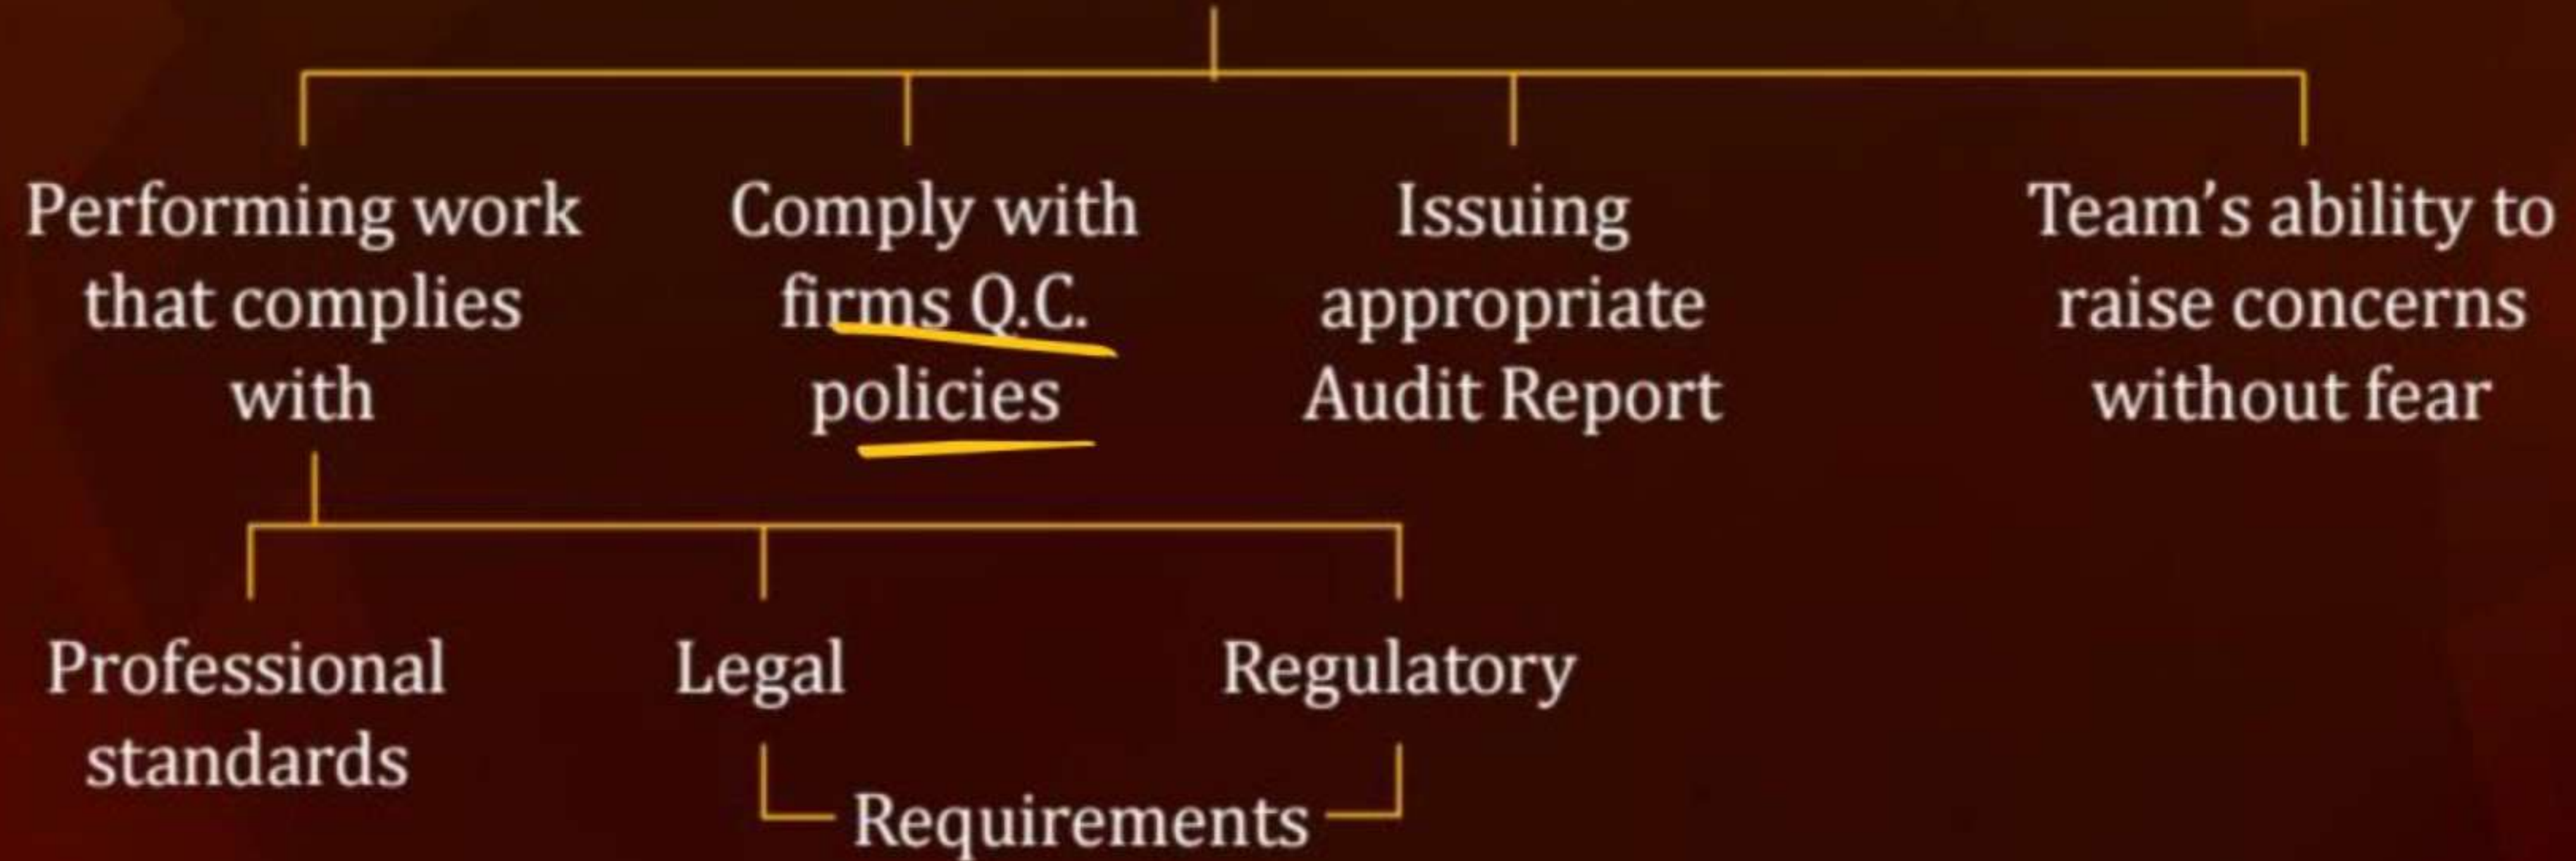 Performing work
that complies
with
Comply with
firms Q.C.
policies
Issuing
appropriate
Audit Report
Team’s ability to
raise concerns
without fear
Professional
standards
Legal
Regulatory
Requirements